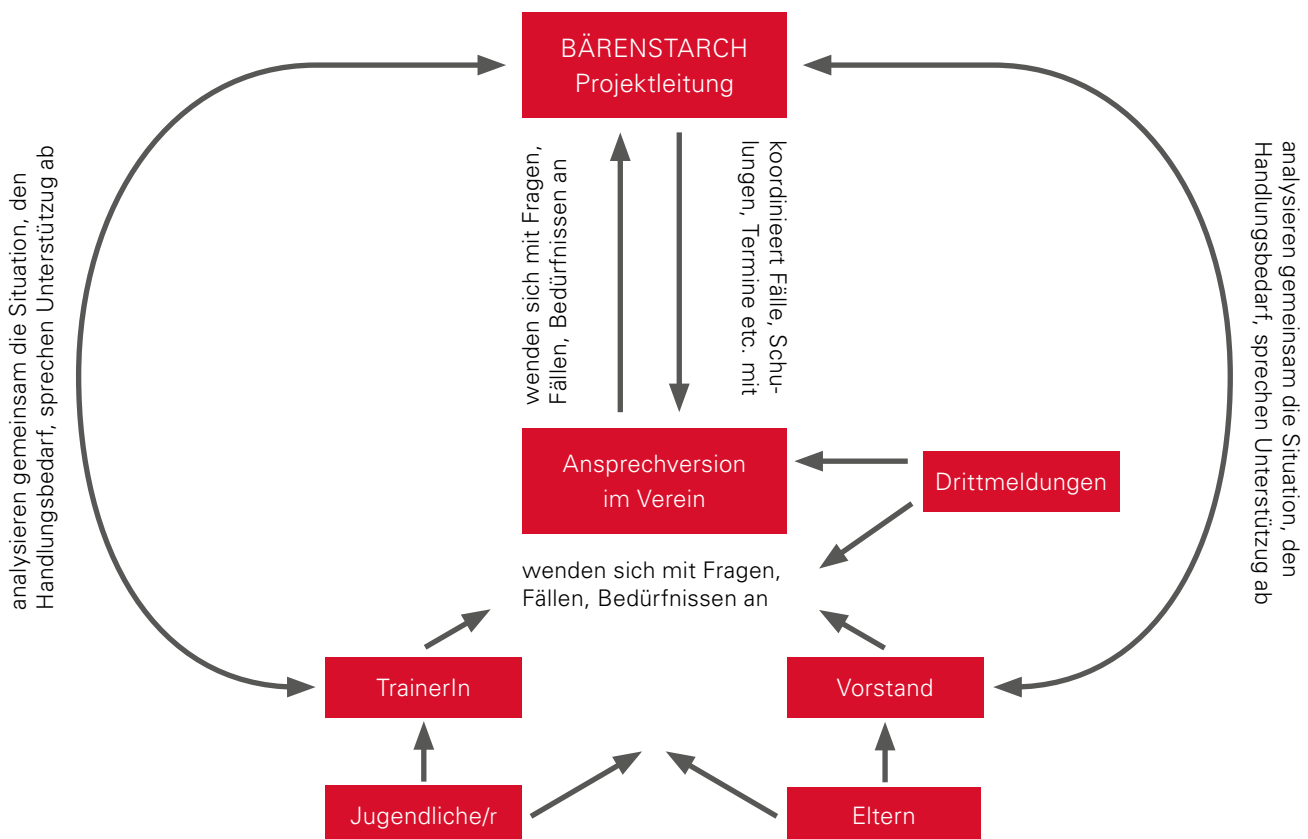 BÄRENSTARCH
Projektleitung
analysieren gemeinsam die Situation, den
Handlungsbedarf, sprechen Unterstützug ab
wenden sich mit Fragen,
Fällen, Bedürfnissen an
koordinieert Fälle, Schu-
lungen, Termine etc. mit
analysieren gemeinsam die Situation, den
Handlungsbedarf, sprechen Unterstützug ab
Ansprechversion
im Verein
Drittmeldungen
wenden sich mit Fragen,
Fällen, Bedürfnissen an
TrainerIn
Vorstand
Jugendliche/r
Eltern